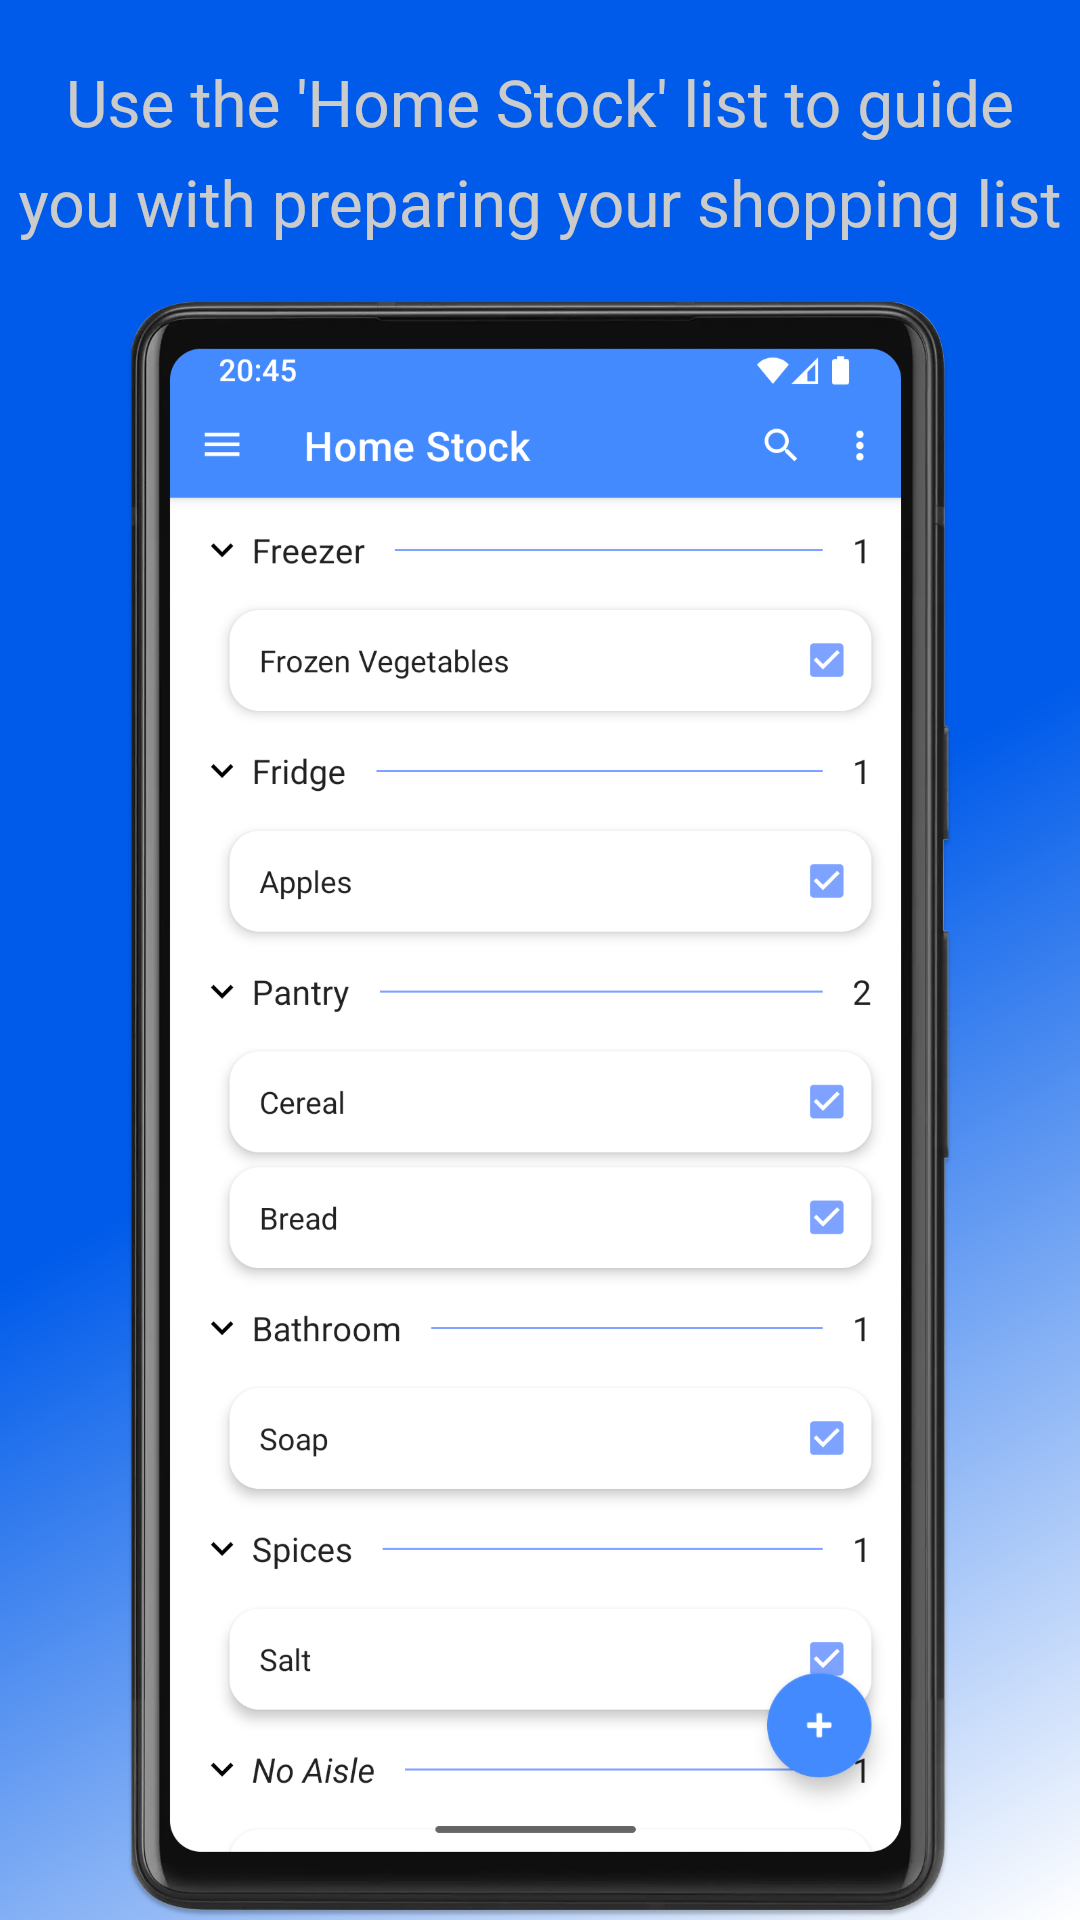 Use the 'Home Stock' list to guide
you with preparing your shopping list
20:45
Home Stock
Freezer 1
Frozen Vegetables
Fridge 1
Apples
Pantry 2
Cereal
Bread
Bathroom 1
Soap
Spices 1
Salt
+
No Aisle 1